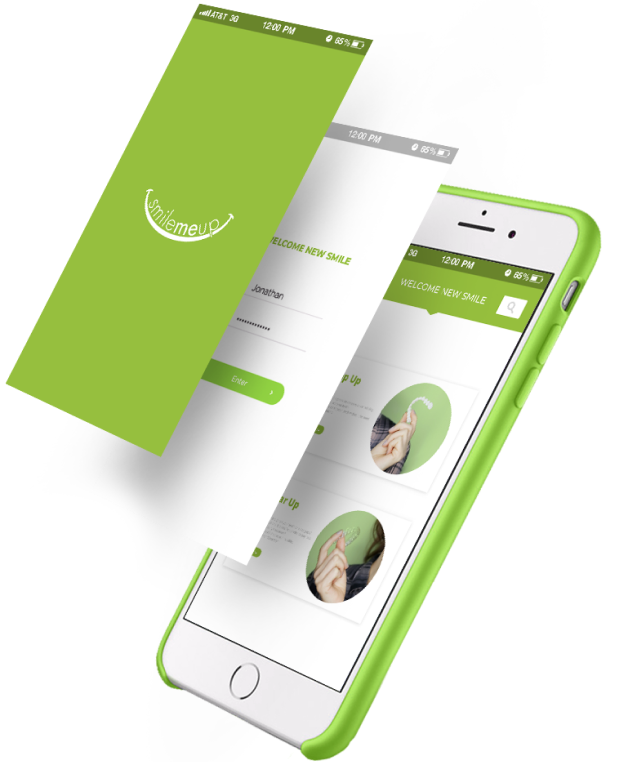 AT&T 3G 12:00 PM 65%
smilemeup
12:00 PM 65%
WELCOME NEW SMILE
Jonathan
Enter
3G 12:00 PM 65%
WELCOME NEW SMILE
Up
Up